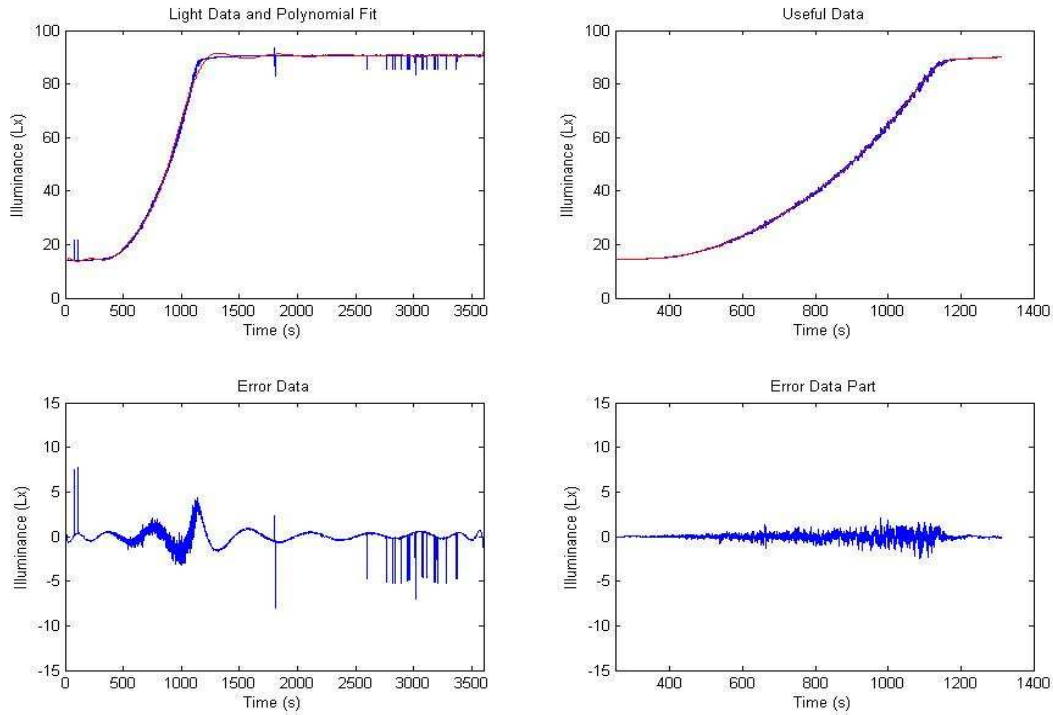 Light Data and Polynomial Fit
100
80
60
40
20
0
Illuminance (Lx)
0 500 1000 1500 2000 2500 3000 3500
Time (s)
Useful Data
100
80
60
40
20
0
Illuminance (Lx)
400 600 800 1000 1200 1400
Time (s)
Error Data
15
10
5
0
-5
-10
-15
Illuminance (Lx)
0 500 1000 1500 2000 2500 3000 3500
Time (s)
Error Data Part
15
10
5
0
-5
-10
-15
Illuminance (Lx)
400 600 800 1000 1200 1400
Time (s)